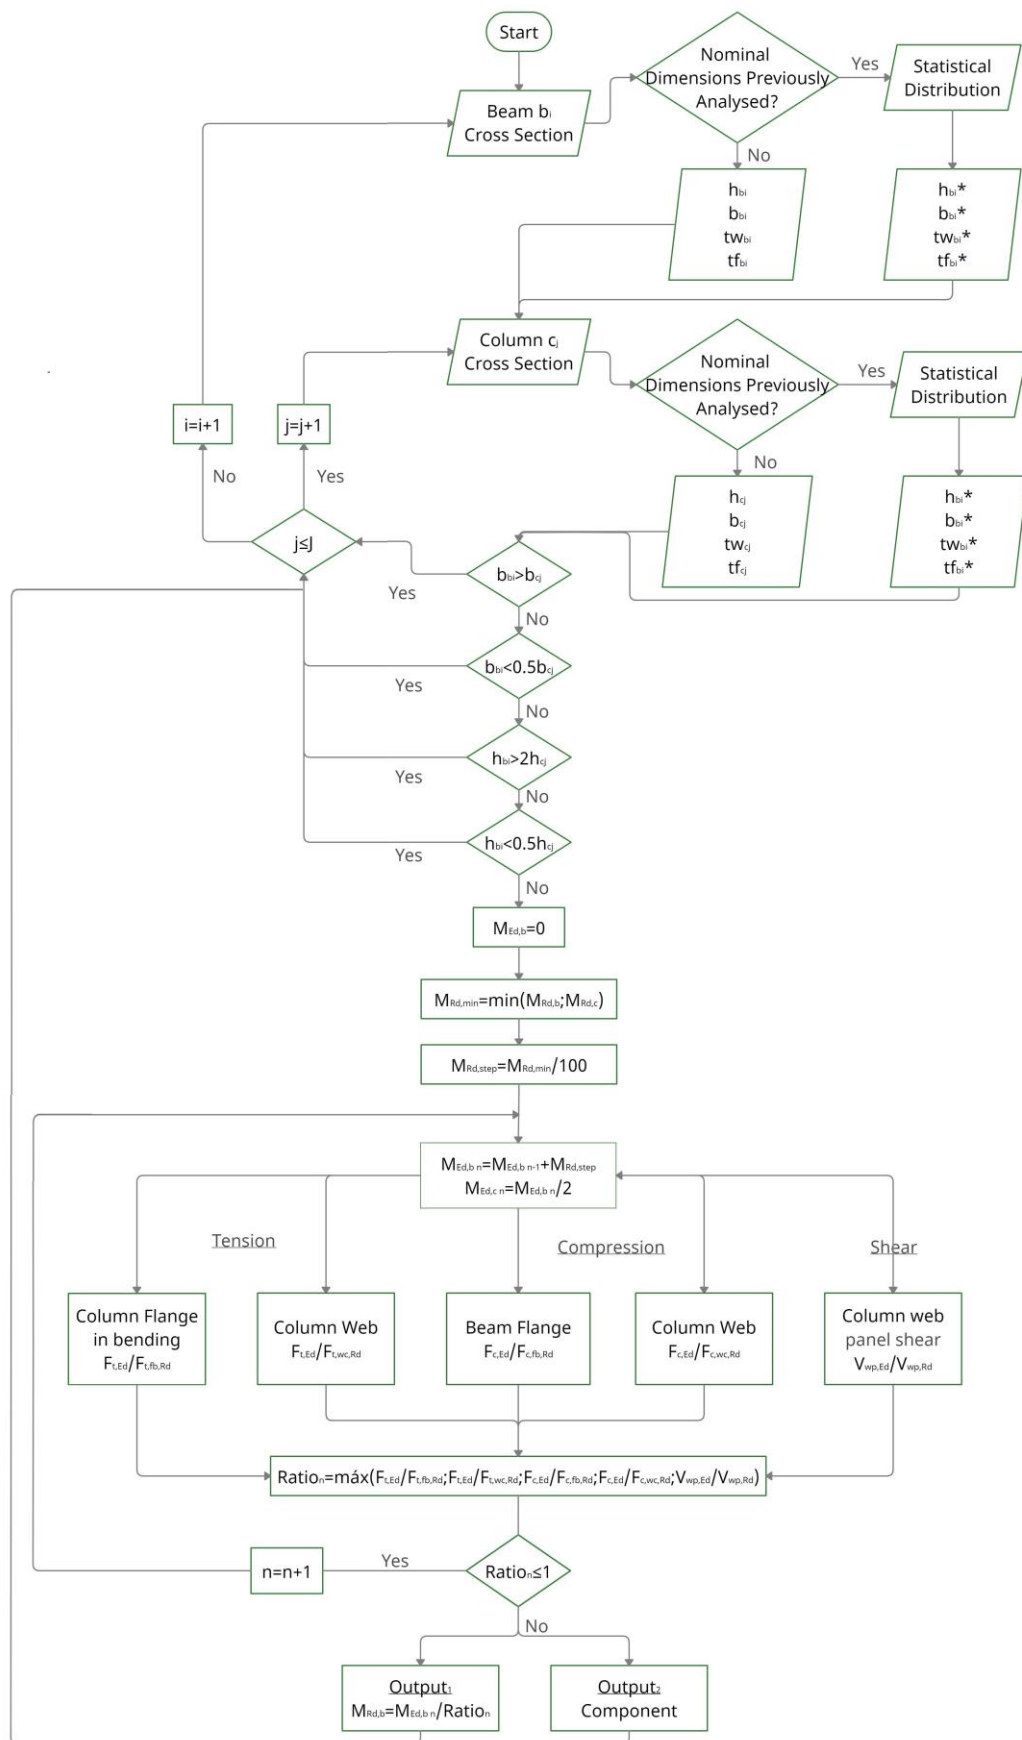 Start
Beam bi
Cross Section
Nominal
Dimensions Previously
Analysed?
Yes
Statistical
Distribution
No
hbi
bbi
twbi
tfbi
hbi*
bbi*
twbi*
tfbi*
Column cj
Cross Section
Nominal
Dimensions Previously
Analysed?
Yes
Statistical
Distribution
No
hcj
bcj
twcj
tfcj
hbi*
bbi*
twbi*
tfbi*
i=i+1
j=j+1
No
Yes
j≤J
bbi>bcj
Yes
No
bbi<0.5bcj
Yes
No
hbi>2hcj
Yes
No
hbi<0.5hcj
Yes
No
MEd,b=0
MRd,min=min(MRd,b;MRd,c)
MRd,step=MRd,min/100
MEd,b n=MEd,b n-1+MRd,step
MEd,c n=MEd,b n/2
Tension
Compression
Shear
Column Flange
in bending
Ft,Ed/Ft,fb,Rd
Column Web
Ft,Ed/Ft,wc,Rd
Beam Flange
Fc,Ed/Fc,fb,Rd
Column Web
Fc,Ed/Fc,wc,Rd
Column web
panel shear
Vwp,Ed/Vwp,Rd
Ration=máx(Ft,Ed/Ft,fb,Rd;Ft,Ed/Ft,wc,Rd;Fc,Ed/Fc,fb,Rd;Fc,Ed/Fc,wc,Rd;Vwp,Ed/Vwp,Rd)
n=n+1
Yes
Ration≤1
No
Output1
MRd,b=MEd,b n/Ration
Output2
Component